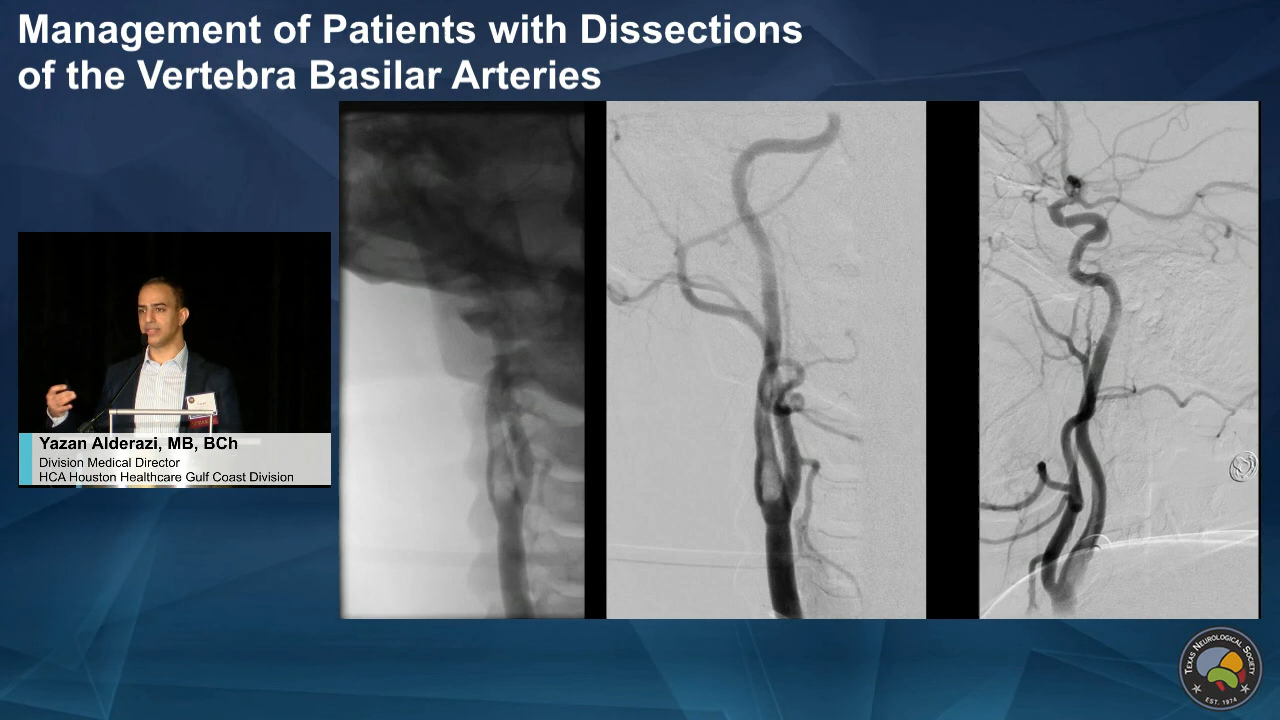 Management of Patients with Dissections
of the Vertebra Basilar Arteries
Yazan Alderazi, MB, BCh
Division Medical Director
HCA Houston Healthcare Gulf Coast Division
TEXAS NEUROLOGICAL SOCIETY
EST. 1974